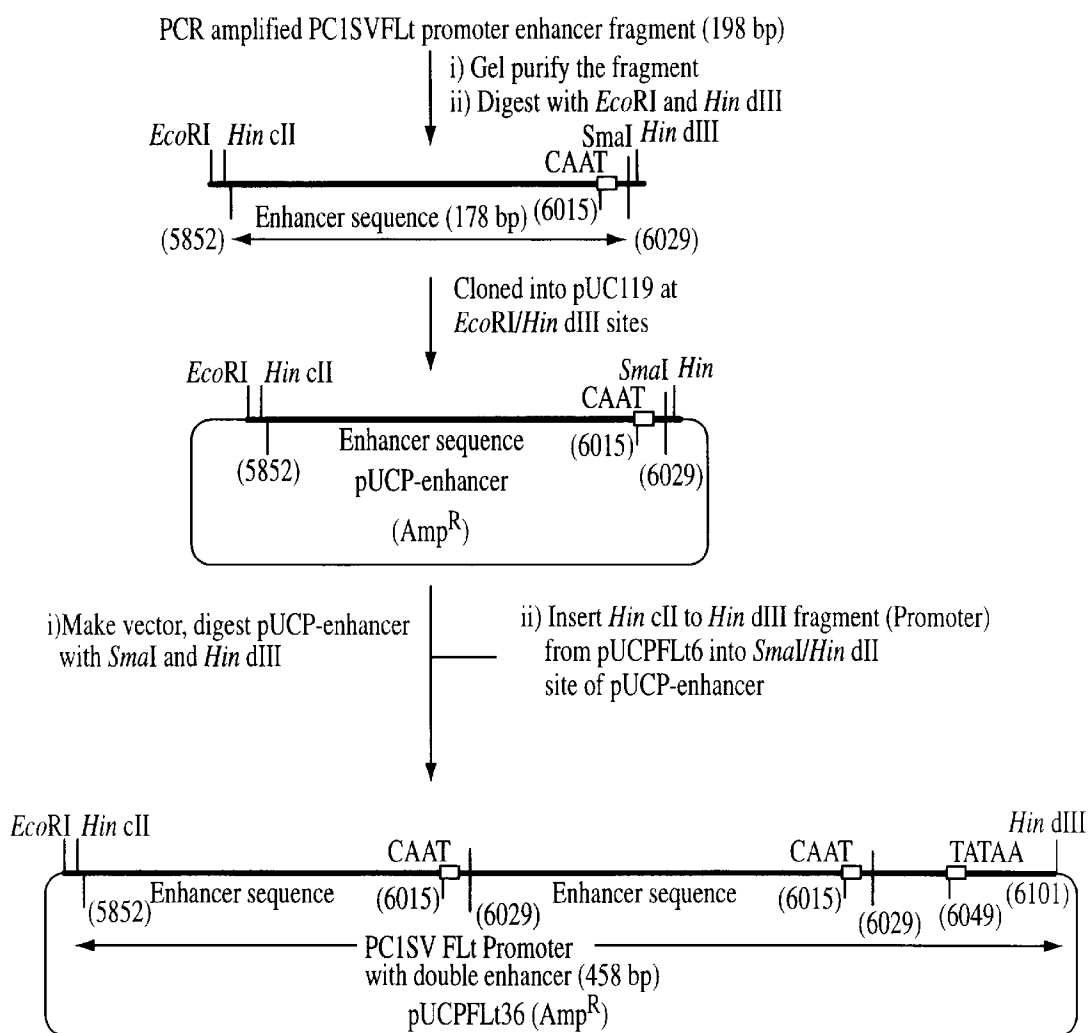 PCR amplified PC1SVFLt promoter enhancer fragment (198 bp)
i) Gel purify the fragment
ii) Digest with EcoRI and Hin dIII
EcoRI Hin cII
SmaI Hin dIII
CAAT
Enhancer sequence (178 bp)
(6015)
(5852)
(6029)
Cloned into pUC119 at
EcoRI/Hin dIII sites
EcoRI Hin cII
SmaI Hin
CAAT
Enhancer sequence
(6015)
(5852)
(6029)
pUCP-enhancer
(AmpR)
i)Make vector, digest pUCP-enhancer
with SmaI and Hin dIII
ii) Insert Hin cII to Hin dIII fragment (Promoter)
from pUCPFLt6 into SmaI/Hin dII
site of pUCP-enhancer
EcoRI Hin cII
Hin dIII
CAAT
CAAT
TATAA
Enhancer sequence
Enhancer sequence
(5852)
(6015)
(6029)
(6015)
(6029)
(6049)
(6101)
PC1SV FLt Promoter
with double enhancer (458 bp)
pUCPFLt36 (AmpR)